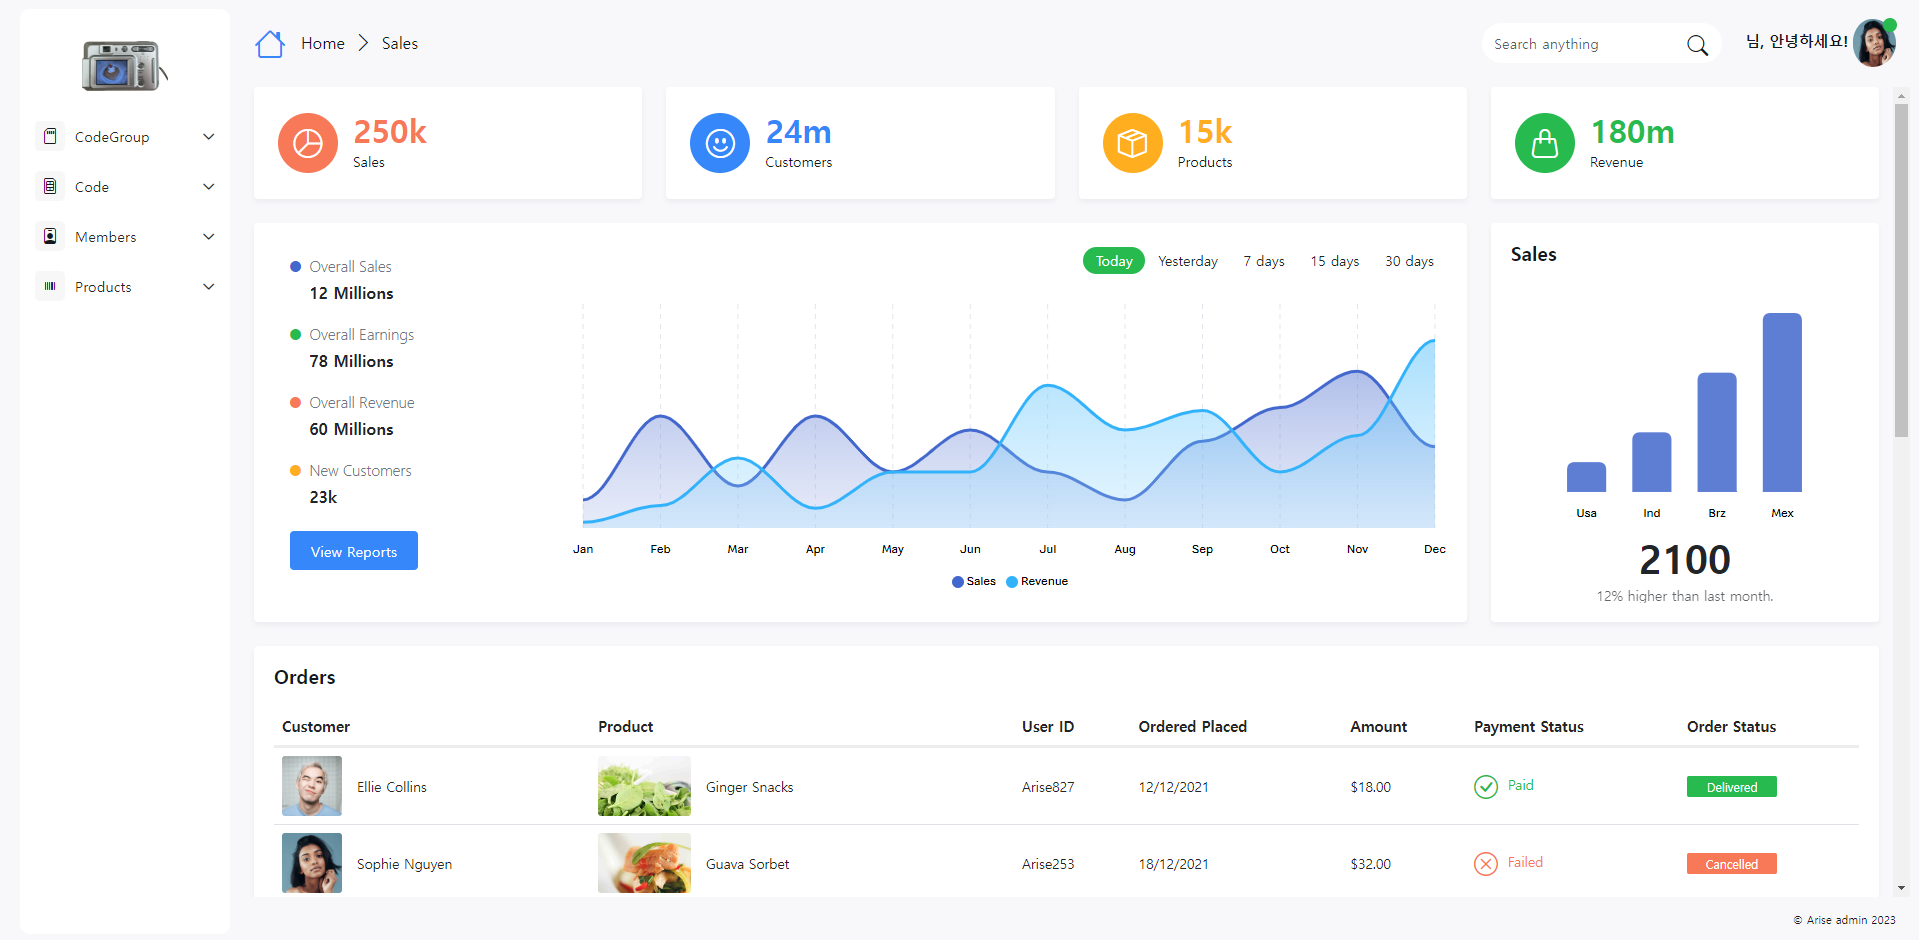 Home > Sales
Search anything
님, 안녕하세요!
CodeGroup
Code
Members
Products
250k
Sales
24m
Customers
15k
Products
180m
Revenue
Overall Sales
12 Millions
Overall Earnings
78 Millions
Overall Revenue
60 Millions
New Customers
23k
View Reports
Today Yesterday 7 days 15 days 30 days
Jan Feb Mar Apr May Jun Jul Aug Sep Oct Nov Dec
Sales Revenue
Sales
Usa Ind Brz Mex
2100
12% higher than last month.
Orders
Customer Product User ID Ordered Placed Amount Payment Status Order Status
Ellie Collins Ginger Snacks Arise827 12/12/2021 $18.00 Paid Delivered
Sophie Nguyen Guava Sorbet Arise253 18/12/2021 $32.00 Failed Cancelled
© Arise admin 2023